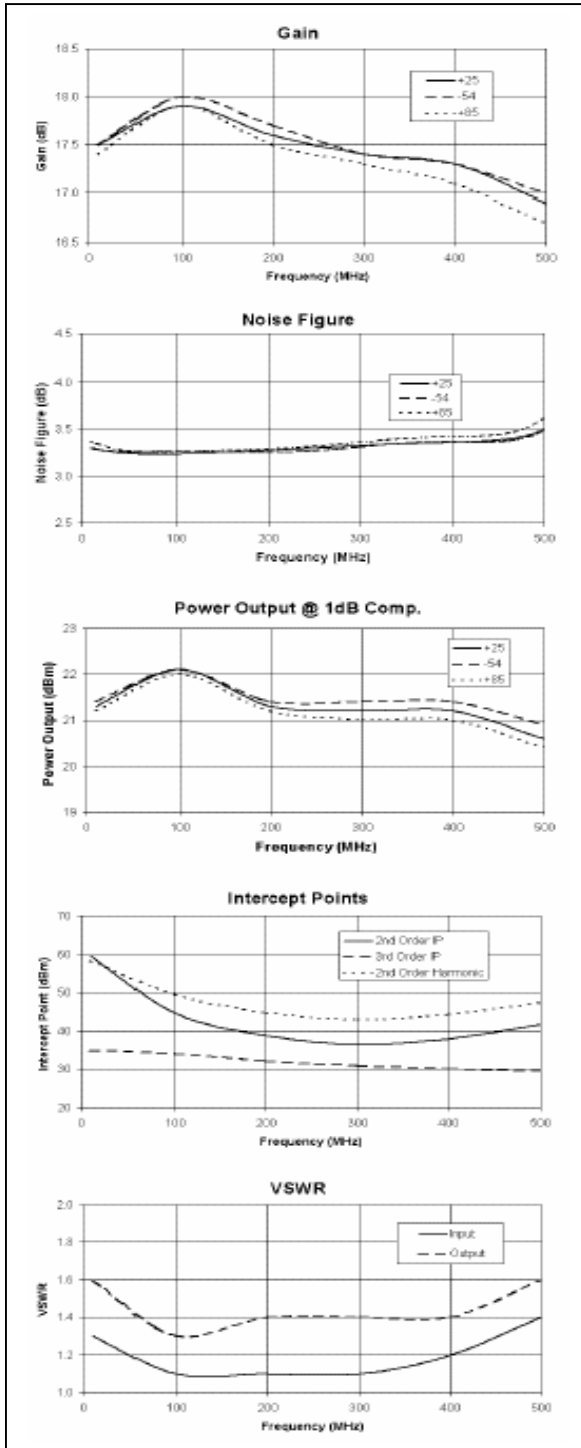 Gain
18.5
18.0
17.5
17.0
16.5
Gain (dB)
+25
-54
+85
0 100 200 300 400 500
Frequency (MHz)
Noise Figure
4.5
4.0
3.5
3.0
2.5
Noise Figure (dB)
+25
-54
+85
0 100 200 300 400 500
Frequency (MHz)
Power Output @ 1dB Comp.
23
22
21
20
19
Power Output (dBm)
+25
-54
+85
0 100 200 300 400 500
Frequency (MHz)
Intercept Points
70
60
50
40
30
20
Intercept Point (dBm)
2nd Order IP
3rd Order IP
2nd Order Harmonic
0 100 200 300 400 500
Frequency (MHz)
VSWR
2.0
1.8
1.6
1.4
1.2
1.0
VSWR
Input
Output
0 100 200 300 400 500
Frequency (MHz)